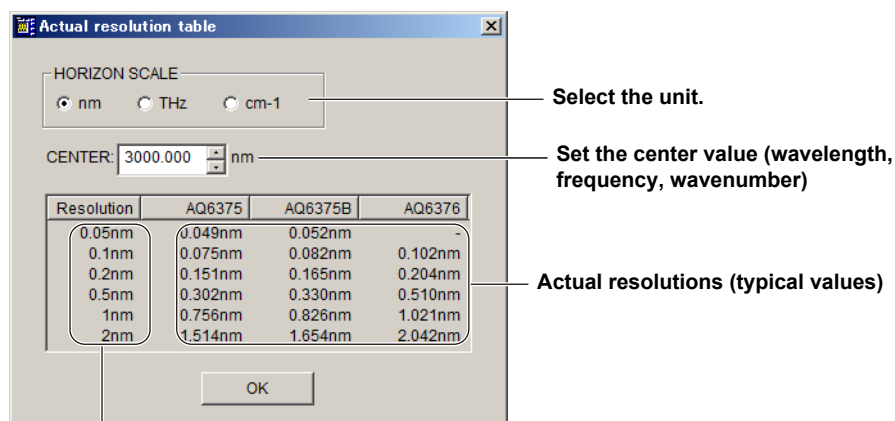 Actual resolution table
HORIZON SCALE
nm THz cm-1
Select the unit.
CENTER: 3000.000 nm
Set the center value (wavelength,
frequency, wavenumber)
Resolution AQ6375 AQ6375B AQ6376
0.05nm 0.049nm 0.052nm -
0.1nm 0.075nm 0.082nm 0.102nm
0.2nm 0.151nm 0.165nm 0.204nm
0.5nm 0.302nm 0.330nm 0.510nm
1nm 0.756nm 0.826nm 1.021nm
2nm 1.514nm 1.654nm 2.042nm
Actual resolutions (typical values)
OK